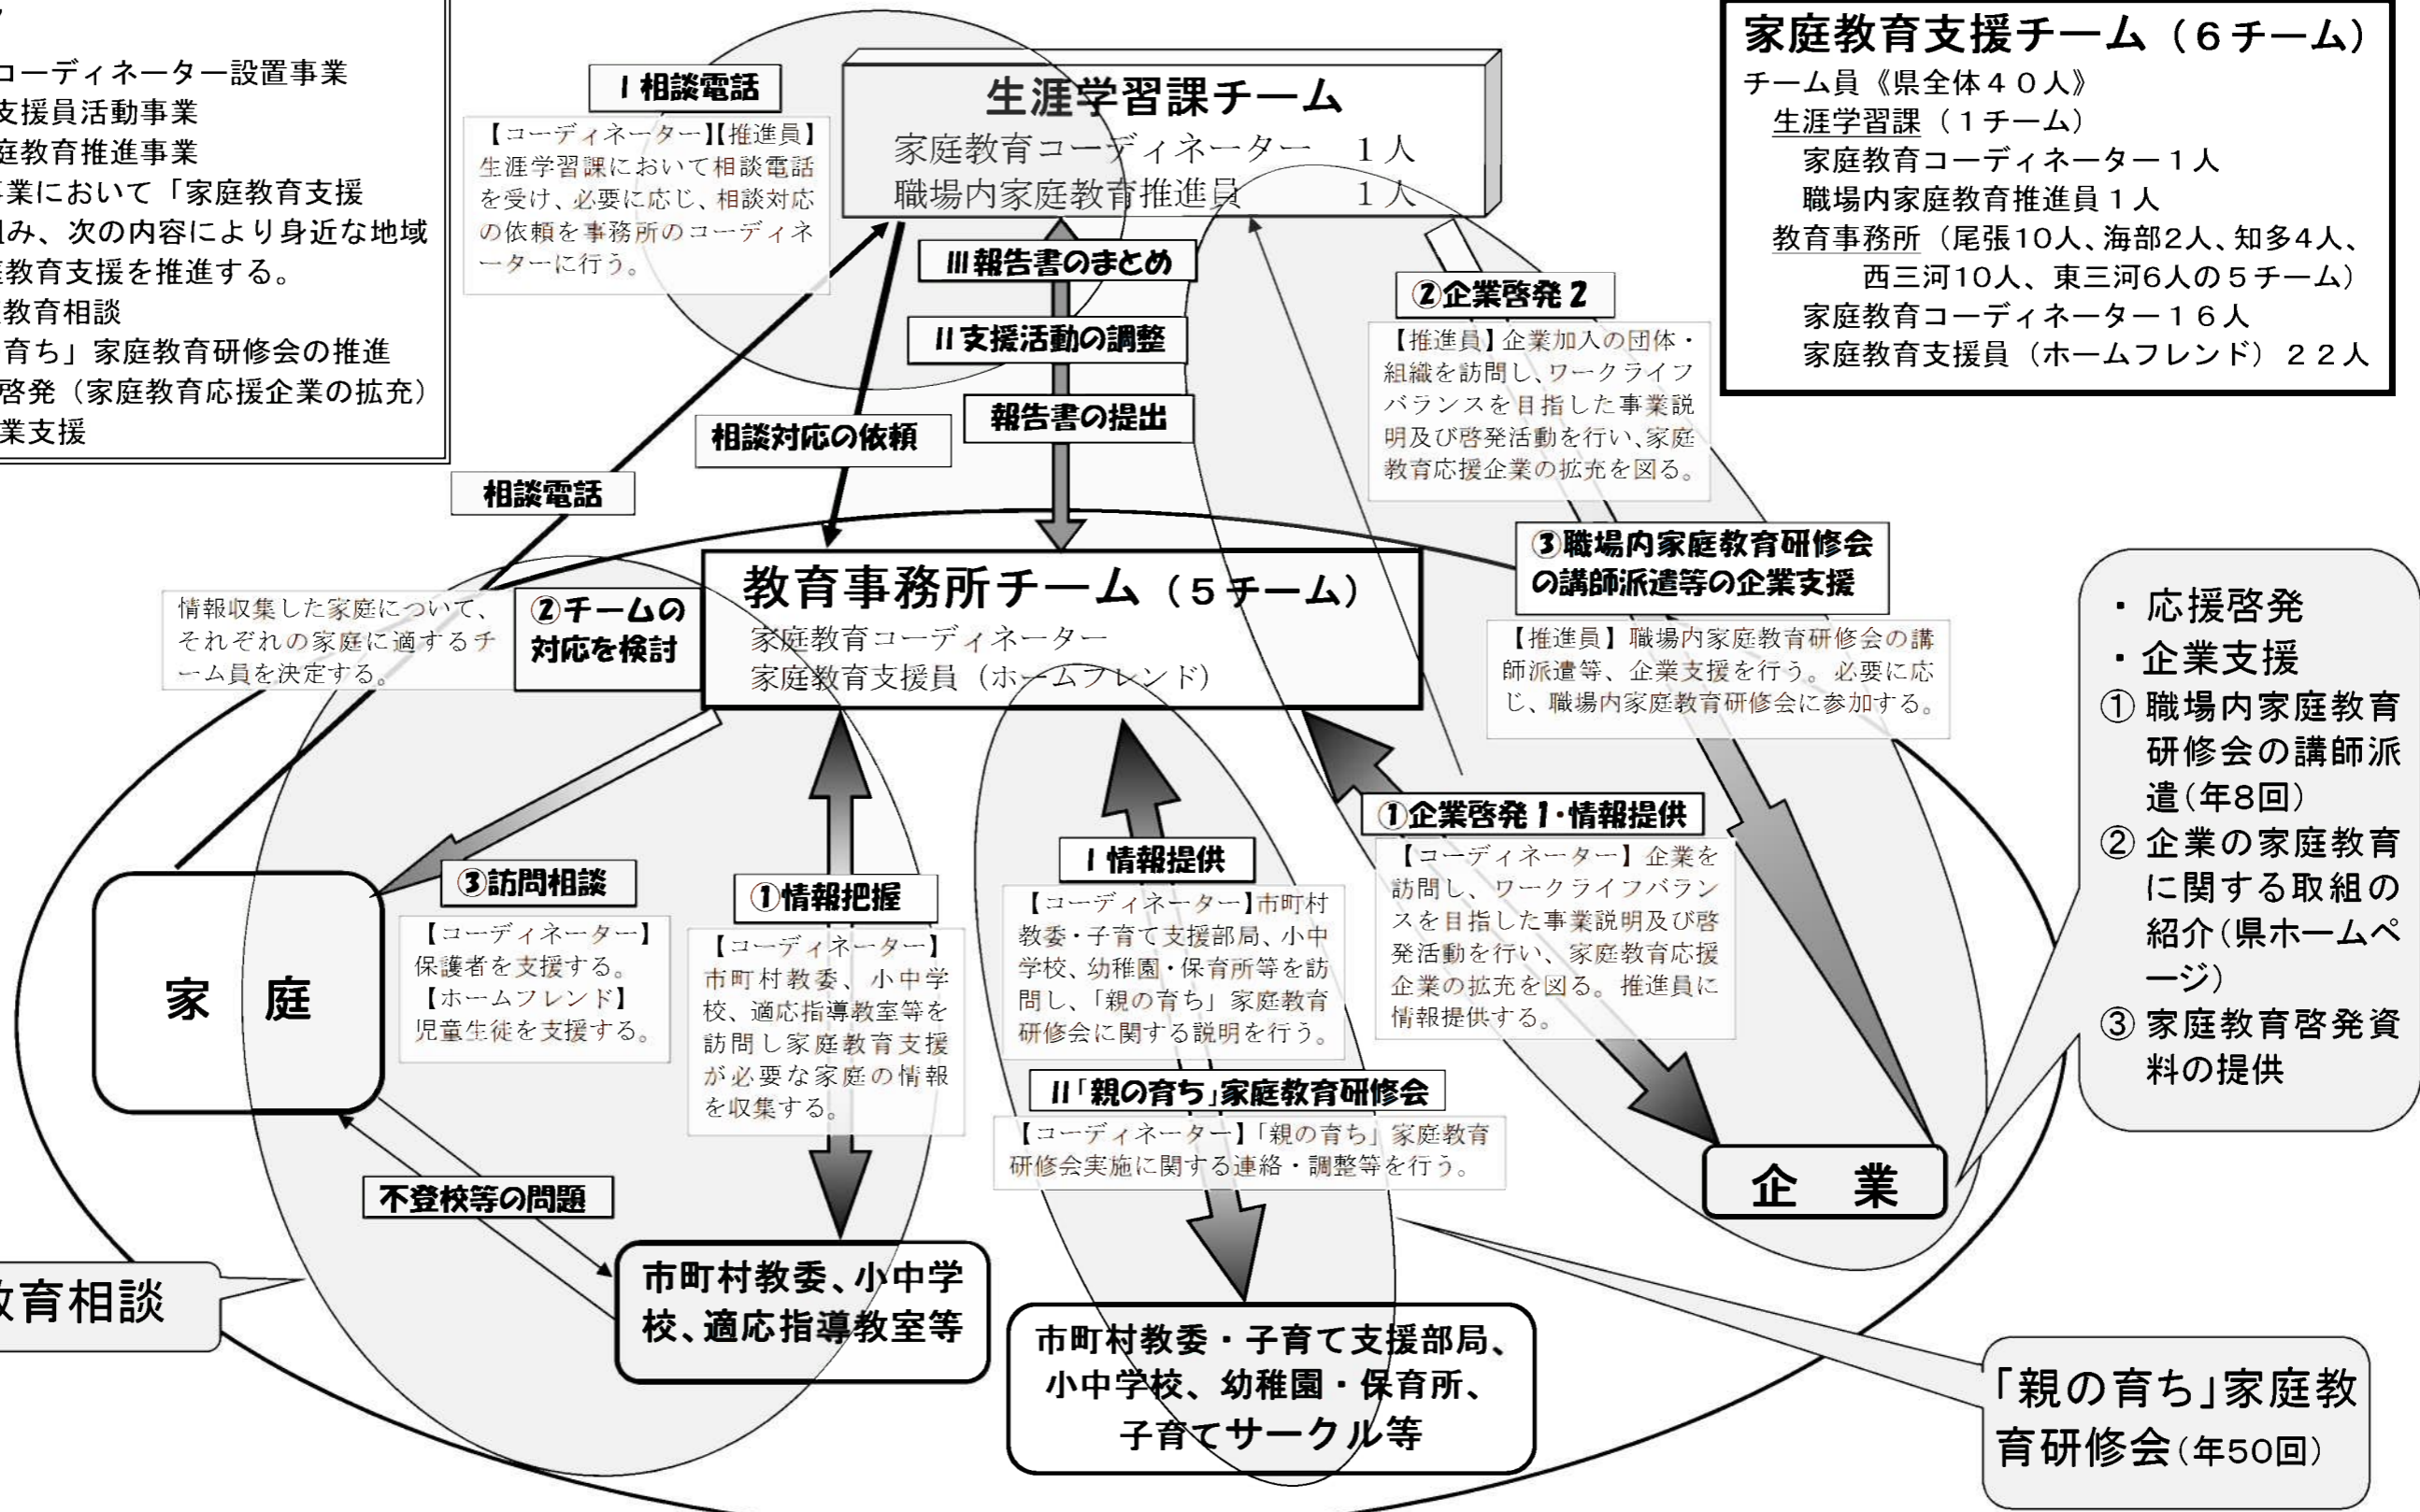 コーディネーター設置事業
支援員活動事業
庭教育推進事業
事業において「家庭教育支援
組み、次の内容により身近な地域
庭教育支援を推進する。
教育相談
育ち」家庭教育研修会の推進
啓発（家庭教育応援企業の拡充）
業支援
家庭教育支援チーム（６チーム）
チーム員《県全体４０人》
生涯学習課（１チーム）
家庭教育コーディネーター１人
職場内家庭教育推進員１人
教育事務所（尾張10人、海部2人、知多4人、
西三河10人、東三河6人の５チーム）
家庭教育コーディネーター１６人
家庭教育支援員（ホームフレンド）２２人
Ⅰ相談電話
【コーディネーター】【推進員】
生涯学習課において相談電話
を受け、必要に応じ、相談対応
の依頼を事務所のコーディネ
ーターに行う。
生涯学習課チーム
家庭教育コーディネーター　１人
職場内家庭教育推進員　１人
Ⅲ報告書のまとめ
Ⅱ支援活動の調整
報告書の提出
相談対応の依頼
相談電話
②企業啓発２
【推進員】企業加入の団体・
組織を訪問し、ワークライフ
バランスを目指した事業説
明及び啓発活動を行い、家庭
教育応援企業の拡充を図る。
③職場内家庭教育研修会
の講師派遣等の企業支援
【推進員】職場内家庭教育研修会の講
師派遣等、企業支援を行う。必要に応
じ、職場内家庭教育研修会に参加する。
情報収集した家庭について、
それぞれの家庭に適するチ
ーム員を決定する。
②チームの
対応を検討
教育事務所チーム（５チーム）
家庭教育コーディネーター
家庭教育支援員（ホームフレンド）
・応援啓発
・企業支援
①職場内家庭教育
研修会の講師派
遣（年8回）
②企業の家庭教育
に関する取組の
紹介（県ホームペ
ージ）
③家庭教育啓発資
料の提供
家　庭
③訪問相談
【コーディネーター】
保護者を支援する。
【ホームフレンド】
児童生徒を支援する。
①情報把握
【コーディネーター】
市町村教委、小中学
校、適応指導教室等を
訪問し家庭教育支援
が必要な家庭の情報
を収集する。
Ⅰ情報提供
【コーディネーター】市町村
教委・子育て支援部局、小中
学校、幼稚園・保育所等を訪
問し、「親の育ち」家庭教育
研修会に関する説明を行う。
Ⅱ「親の育ち」家庭教育研修会
【コーディネーター】「親の育ち」家庭教育
研修会実施に関する連絡・調整等を行う。
①企業啓発１・情報提供
【コーディネーター】企業を
訪問し、ワークライフバラン
スを目指した事業説明及び啓
発活動を行い、家庭教育応援
企業の拡充を図る。推進員に
情報提供する。
企　業
不登校等の問題
教育相談
市町村教委、小中学
校、適応指導教室等
市町村教委・子育て支援部局、
小中学校、幼稚園・保育所、
子育てサークル等
「親の育ち」家庭教
育研修会（年50回）